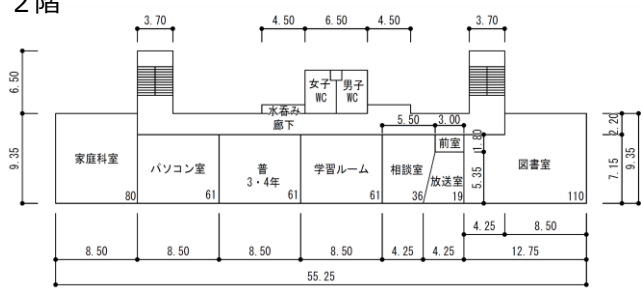 2階
3.70
4.50
6.50
4.50
3.70
6.50
女子
WC
男子
WC
水呑み
廊下
5.50
3.00
2.20
9.35
家庭科室
80
パソコン室
61
普
3・4年
61
学習ルーム
61
相談室
36
前室
1.80
放送室
19
5.35
図書室
110
7.15
9.35
4.25
8.50
8.50
8.50
8.50
8.50
4.25
4.25
12.75
55.25